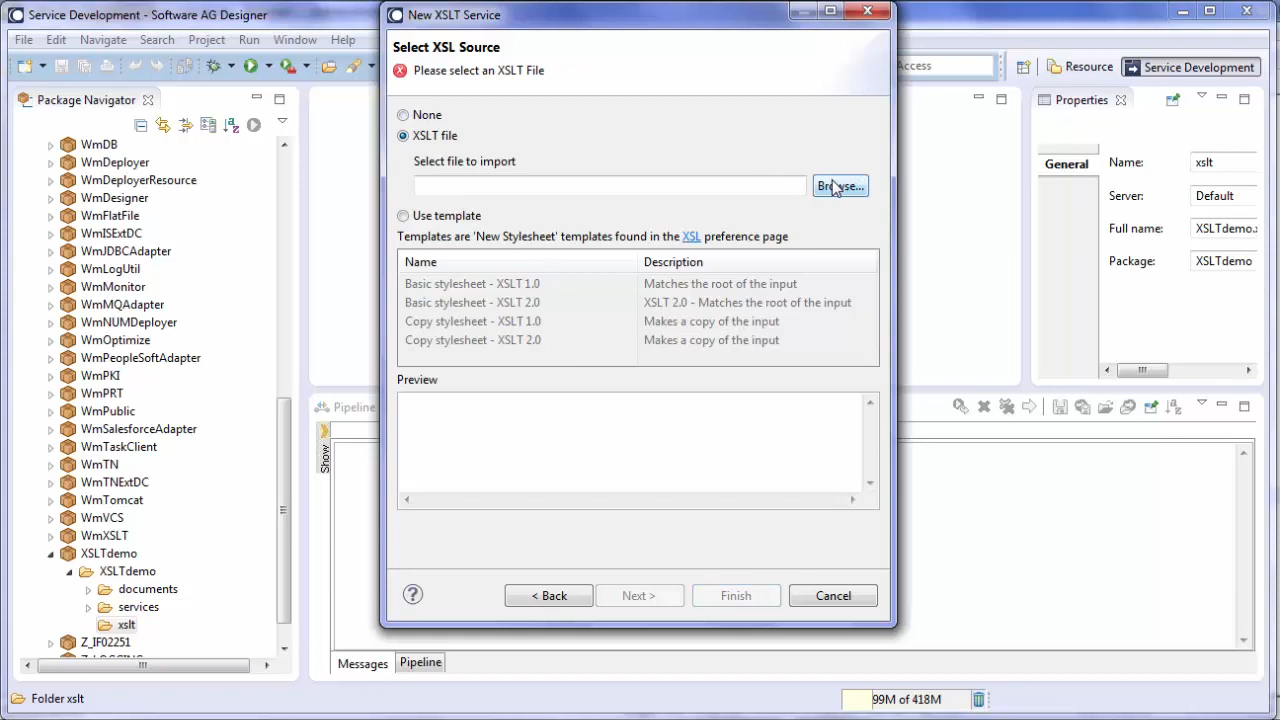 Service Development - Software AG Designer
File Edit Navigate Search Project Run Window Help
Access
Resource
Service Development
Package Navigator
WmDB
WmDeployer
WmDeployerResource
WmDesigner
WmFlatFile
WmISExtDC
WmJDBCAdapter
WmLogUtil
WmMonitor
WmMQAdapter
WmNUMDeployer
WmOptimize
WmPeopleSoftAdapter
WmPKI
WmPRT
WmPublic
WmSalesforceAdapter
WmTaskClient
WmTN
WmTNExtDC
WmTomcat
WmVCS
WmXSLT
XSLTdemo
XSLTdemo
documents
services
xslt
Z_IF02251
Folder xslt
New XSLT Service
Select XSL Source
Please select an XSLT File
None
XSLT file
Select file to import
Browse...
Use template
Templates are 'New Stylesheet' templates found in the XSL preference page
Name Description
Basic stylesheet - XSLT 1.0 Matches the root of the input
Basic stylesheet - XSLT 2.0 XSLT 2.0 - Matches the root of the input
Copy stylesheet - XSLT 1.0 Makes a copy of the input
Copy stylesheet - XSLT 2.0 Makes a copy of the input
Preview
< Back Next > Finish Cancel
Properties
General
Name: xslt
Server: Default
Full name: XSLTdemo.
Package: XSLTdemo
Pipeline
Show
Messages Pipeline
99M of 418M